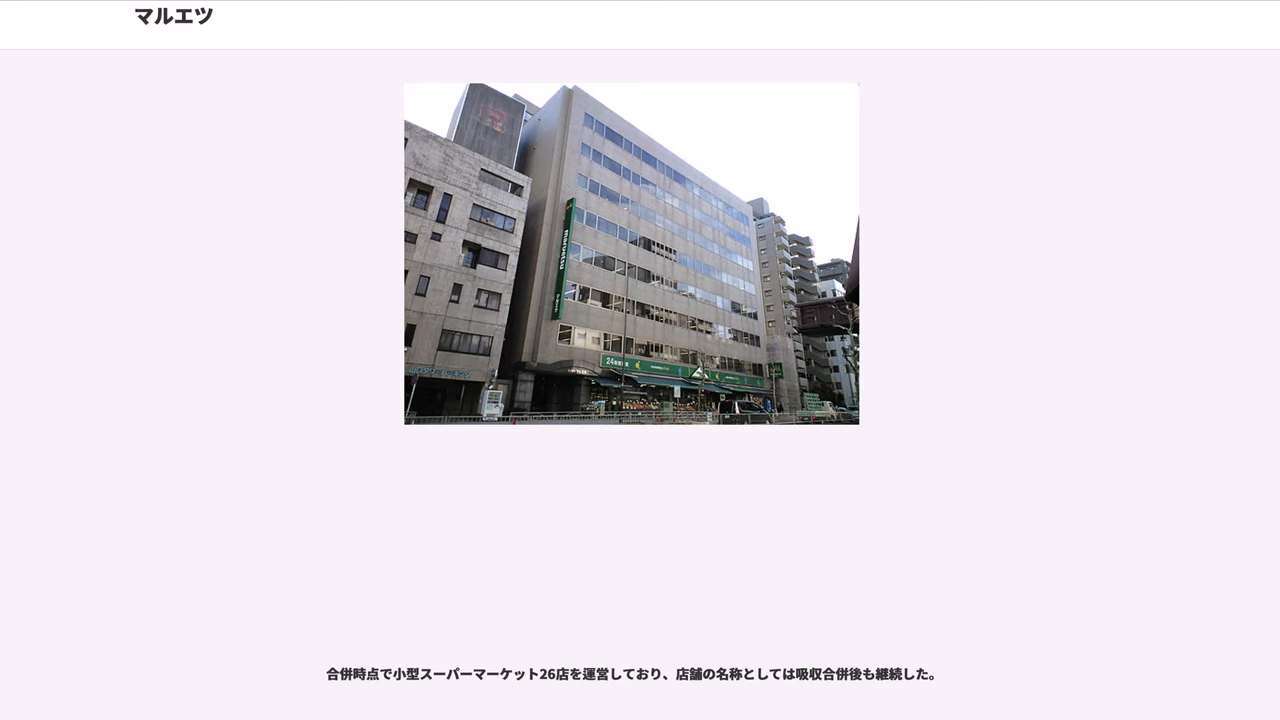 マルエツ
maruetsu
24
合併時点で小型スーパーマーケット26店を運営しており、店舗の名称としては吸収合併後も継続した。